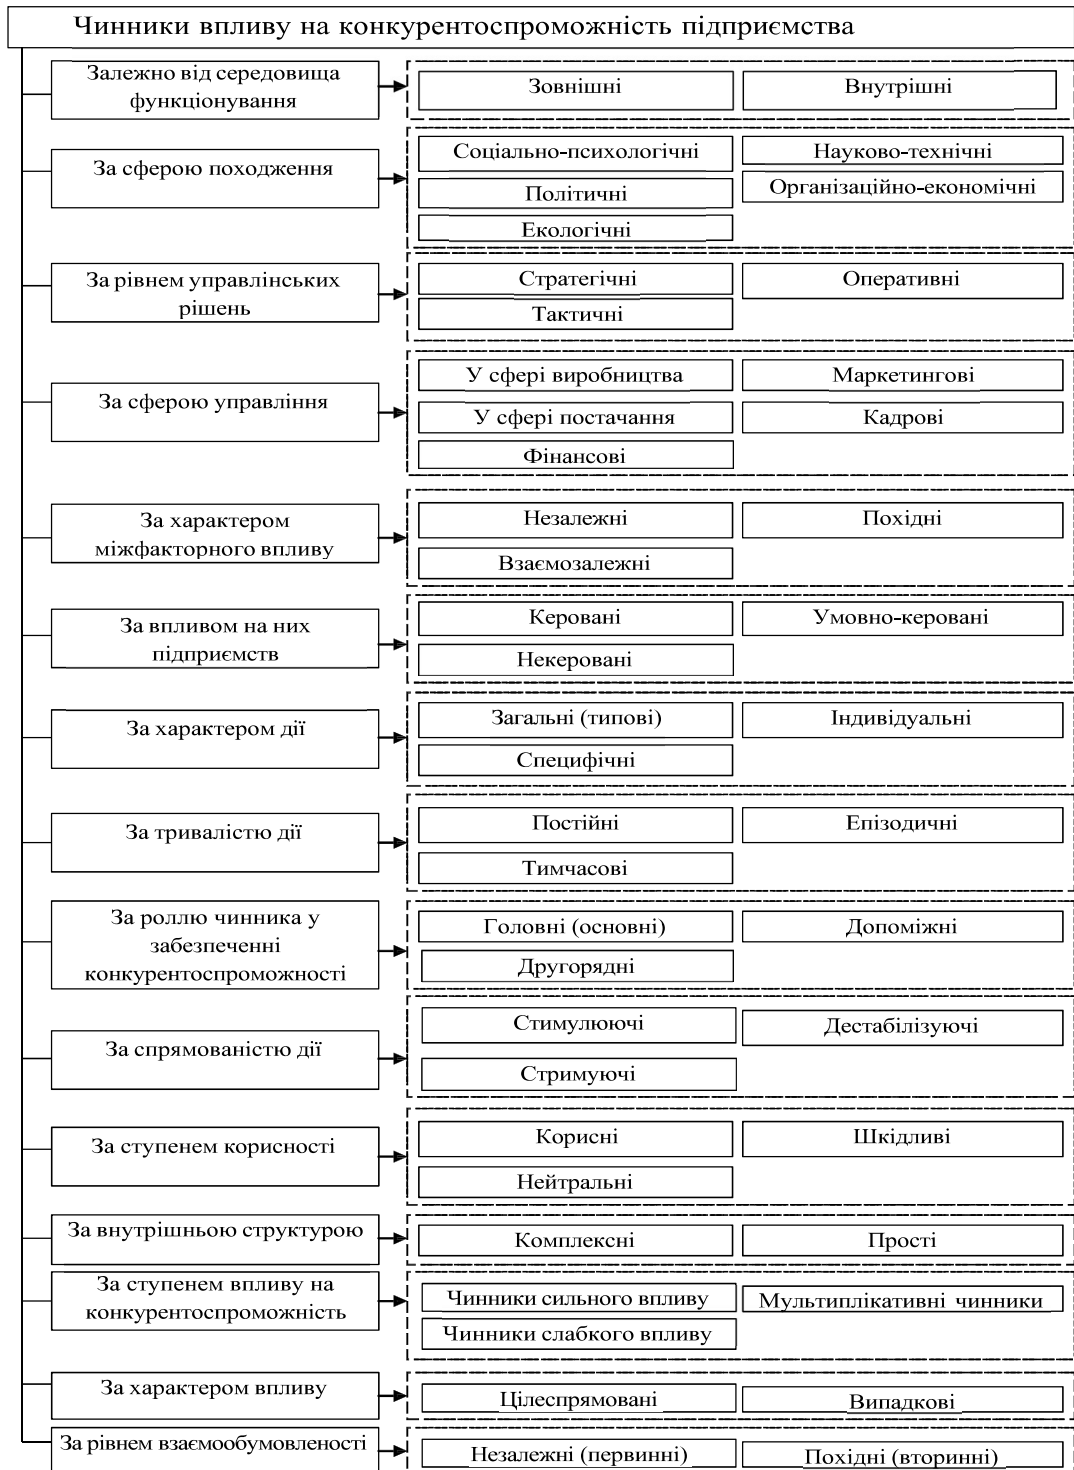 Чинники впливу на конкурентоспроможність підприємства
Залежно від середовища
функціонування
Зовнішні
Внутрішні
За сферою походження
Соціально-психологічні
Науково-технічні
Політичні
Організаційно-економічні
Екологічні
За рівнем управлінських
рішень
Стратегічні
Оперативні
Тактичні
За сферою управління
У сфері виробництва
Маркетингові
У сфері постачання
Кадрові
Фінансові
За характером
міжфакторного впливу
Незалежні
Похідні
Взаємозалежні
За впливом на них
підприємств
Керовані
Умовно-керовані
Некеровані
За характером дії
Загальні (типові)
Індивідуальні
Специфічні
За тривалістю дії
Постійні
Епізодичні
Тимчасові
За роллю чинника у
забезпеченні
конкурентоспроможності
Головні (основні)
Допоміжні
Другорядні
За спрямованістю дії
Стимулюючі
Дестабілізуючі
Стримуючі
За ступенем корисності
Корисні
Шкідливі
Нейтральні
За внутрішньою структурою
Комплексні
Прості
За ступенем впливу на
конкурентоспроможність
Чинники сильного впливу
Мультиплікативні чинники
Чинники слабкого впливу
За характером впливу
Цілеспрямовані
Випадкові
За рівнем взаємообумовленості
Незалежні (первинні)
Похідні (вторинні)